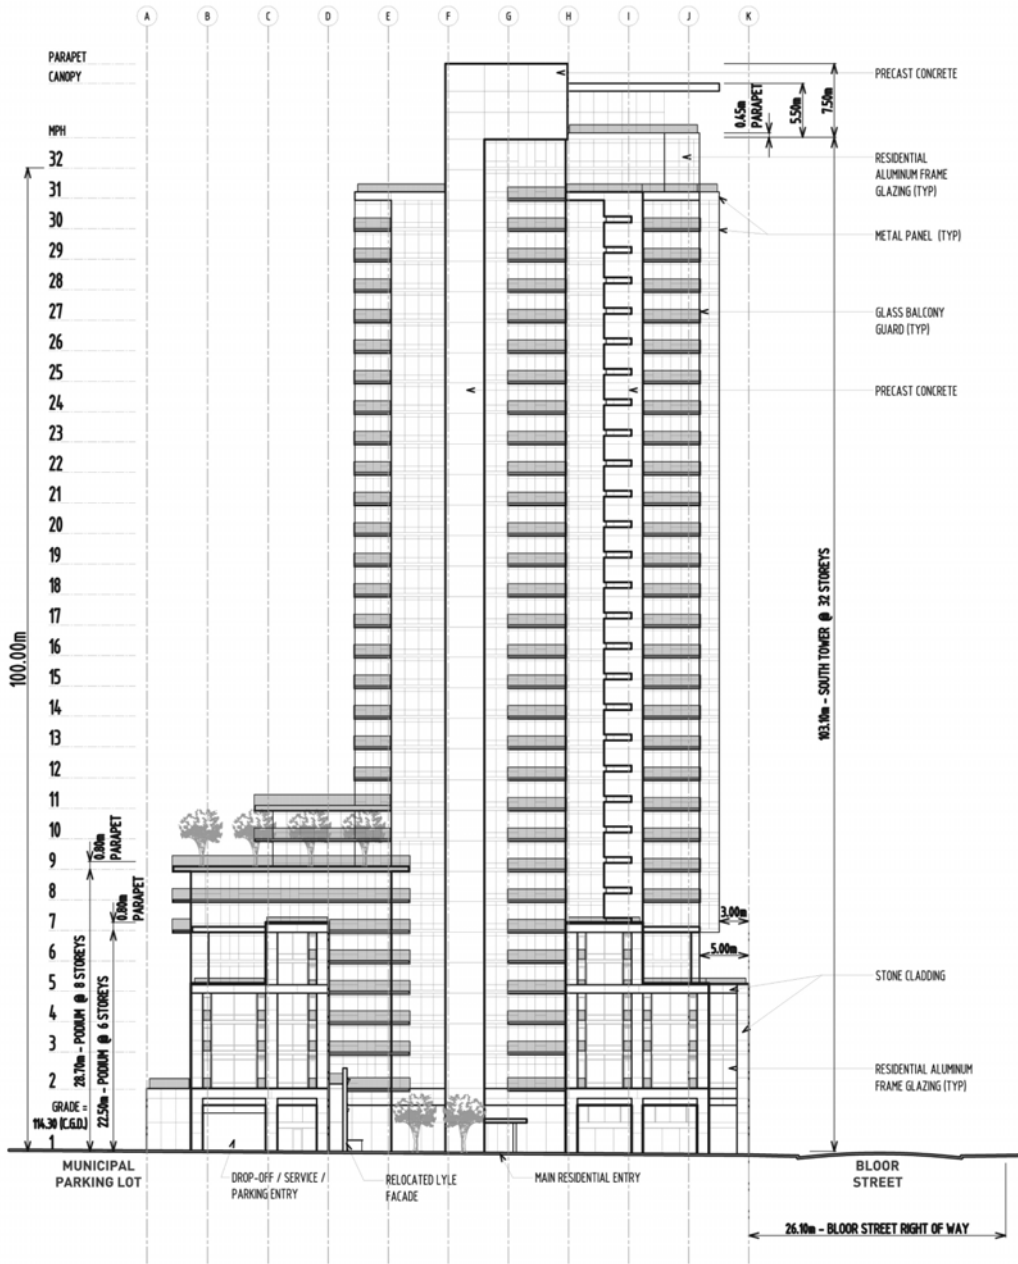 A B C D E F G H I J K
PARAPET
CANOPY
MPH
32
31
30
29
28
27
26
25
24
23
22
21
20
19
18
17
16
15
14
13
12
11
10
9
8
7
6
5
4
3
2
GRADE =
114.30 (C.G.D.)
1
100.00m
28.70m - PODIUM @ 8 STOREYS
22.50m - PODIUM @ 6 STOREYS
0.80m
PARAPET
0.80m
PARAPET
0.45m
PARAPET
5.50m
7.50m
PRECAST CONCRETE
RESIDENTIAL
ALUMINUM FRAME
GLAZING (TYP)
METAL PANEL (TYP)
GLASS BALCONY
GUARD (TYP)
PRECAST CONCRETE
103.10m - SOUTH TOWER @ 32 STOREYS
3.00m
5.00m
STONE CLADDING
RESIDENTIAL ALUMINUM
FRAME GLAZING (TYP)
MUNICIPAL
PARKING LOT
DROP-OFF / SERVICE /
PARKING ENTRY
RELOCATED LYLE
FACADE
MAIN RESIDENTIAL ENTRY
BLOOR
STREET
26.10m - BLOOR STREET RIGHT OF WAY